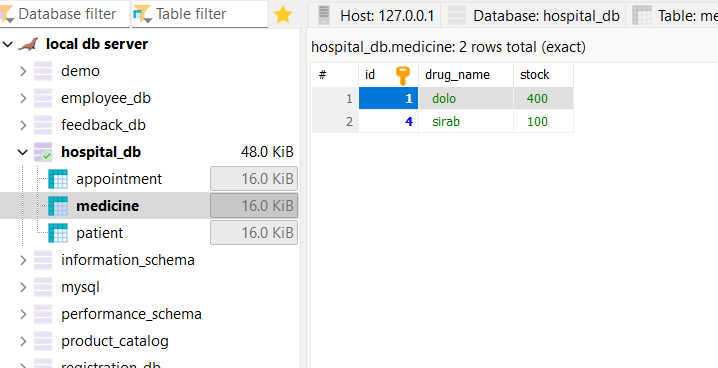 Database filter
Table filter
local db server
demo
employee_db
feedback_db
hospital_db 48.0 KiB
appointment 16.0 KiB
medicine 16.0 KiB
patient 16.0 KiB
information_schema
mysql
performance_schema
product_catalog
registration_db
Host: 127.0.0.1
Database: hospital_db
Table: me
hospital_db.medicine: 2 rows total (exact)
# id drug_name stock
1 1 dolo 400
2 4 sirab 100